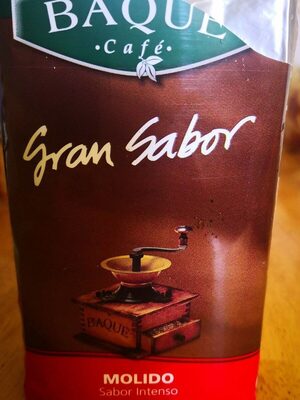 BAQUÉ
· Café ·
Gran Sabor
BAQUÉ
MOLIDO
Sabor Intenso